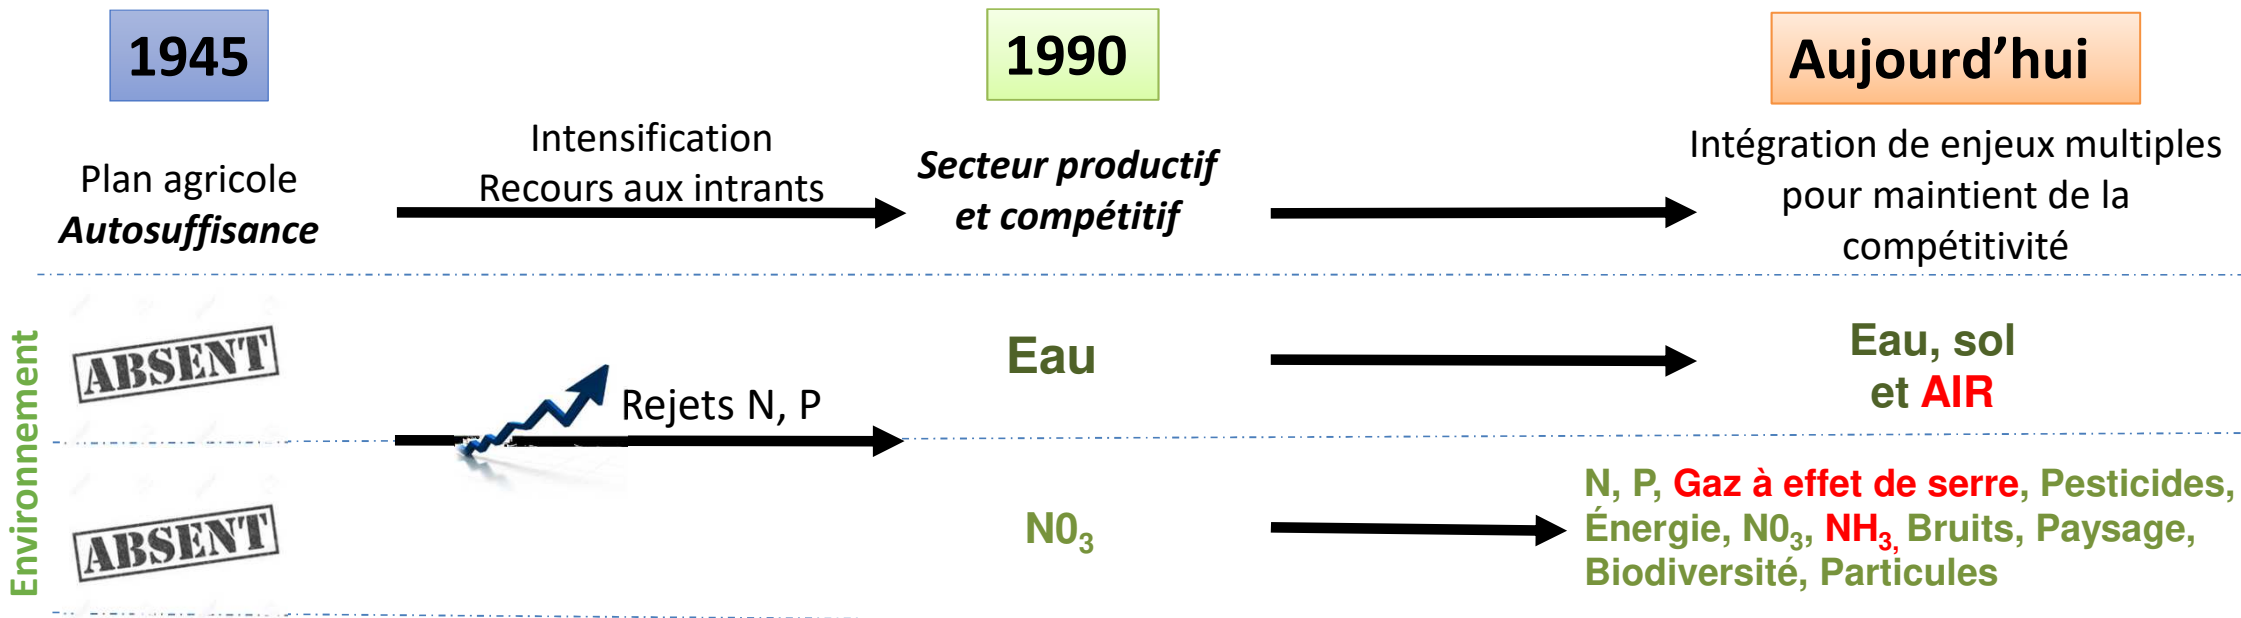 1945
1990
Aujourd’hui
Plan agricole
Autosuffisance
Intensification
Recours aux intrants
Secteur productif
et compétitif
Intégration de enjeux multiples
pour maintient de la
compétitivité
Environnement
ABSENT
Rejets N, P
Eau
Eau, sol
et AIR
ABSENT
N0₃
N, P, Gaz à effet de serre, Pesticides,
Énergie, N0₃, NH₃, Bruits, Paysage,
Biodiversité, Particules